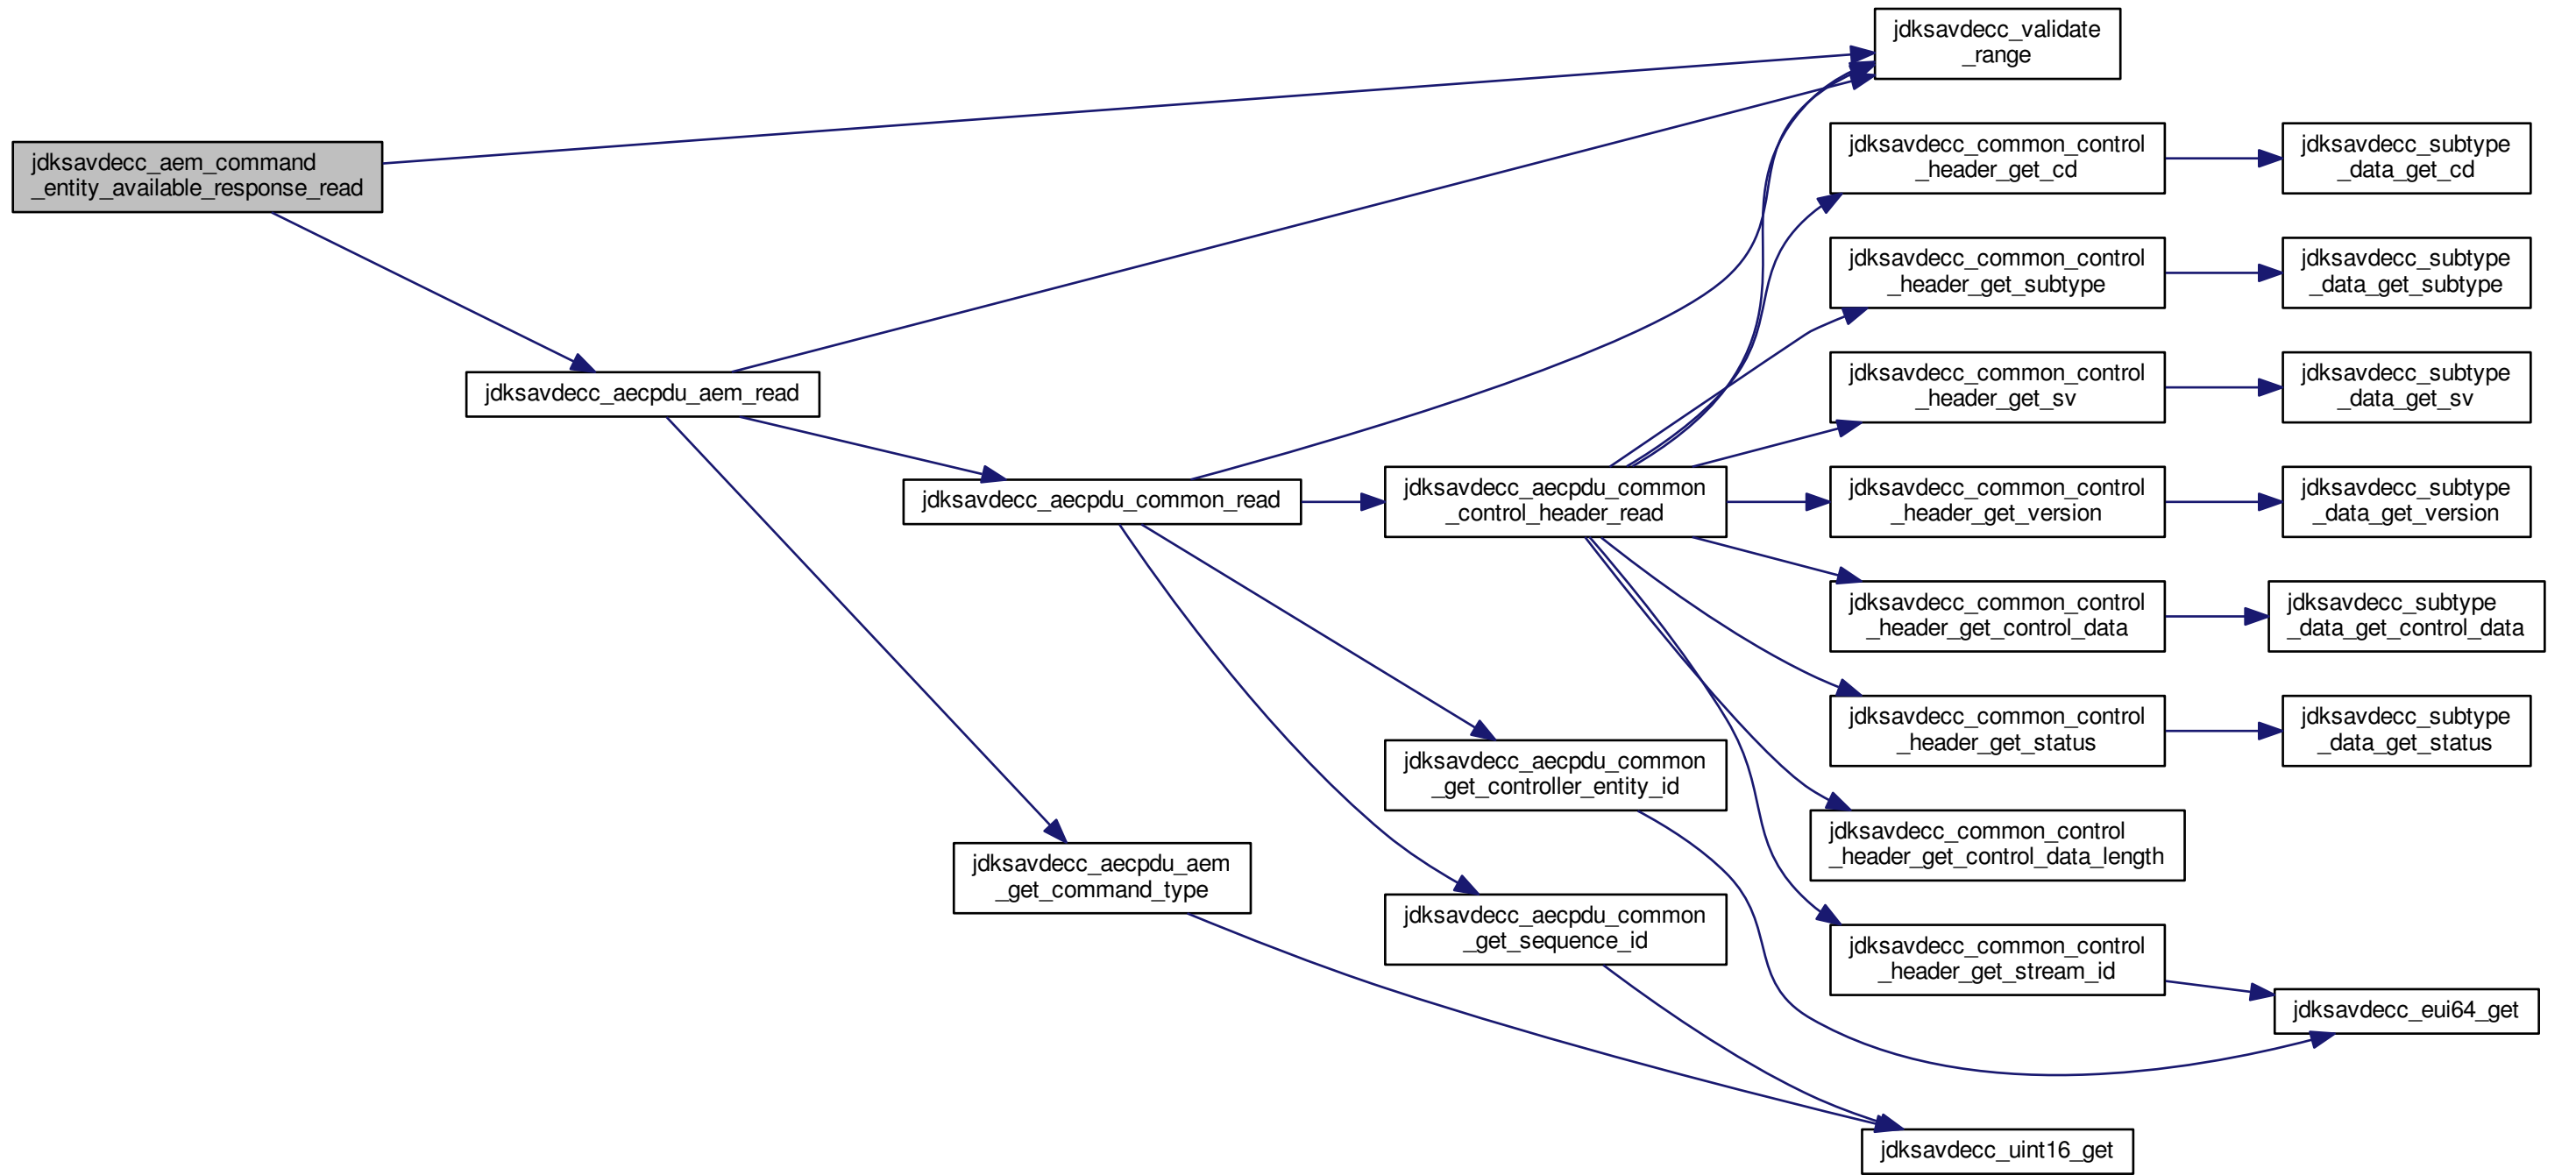 jdksavdecc_validate
_range
jdksavdecc_aem_command
_entity_available_response_read
jdksavdecc_common_control
_header_get_cd
jdksavdecc_subtype
_data_get_cd
jdksavdecc_common_control
_header_get_subtype
jdksavdecc_subtype
_data_get_subtype
jdksavdecc_aecpdu_aem_read
jdksavdecc_common_control
_header_get_sv
jdksavdecc_subtype
_data_get_sv
jdksavdecc_aecpdu_common_read
jdksavdecc_aecpdu_common
_control_header_read
jdksavdecc_common_control
_header_get_version
jdksavdecc_subtype
_data_get_version
jdksavdecc_common_control
_header_get_control_data
jdksavdecc_subtype
_data_get_control_data
jdksavdecc_common_control
_header_get_status
jdksavdecc_subtype
_data_get_status
jdksavdecc_aecpdu_common
_get_controller_entity_id
jdksavdecc_common_control
_header_get_control_data_length
jdksavdecc_aecpdu_aem
_get_command_type
jdksavdecc_aecpdu_common
_get_sequence_id
jdksavdecc_common_control
_header_get_stream_id
jdksavdecc_eui64_get
jdksavdecc_uint16_get